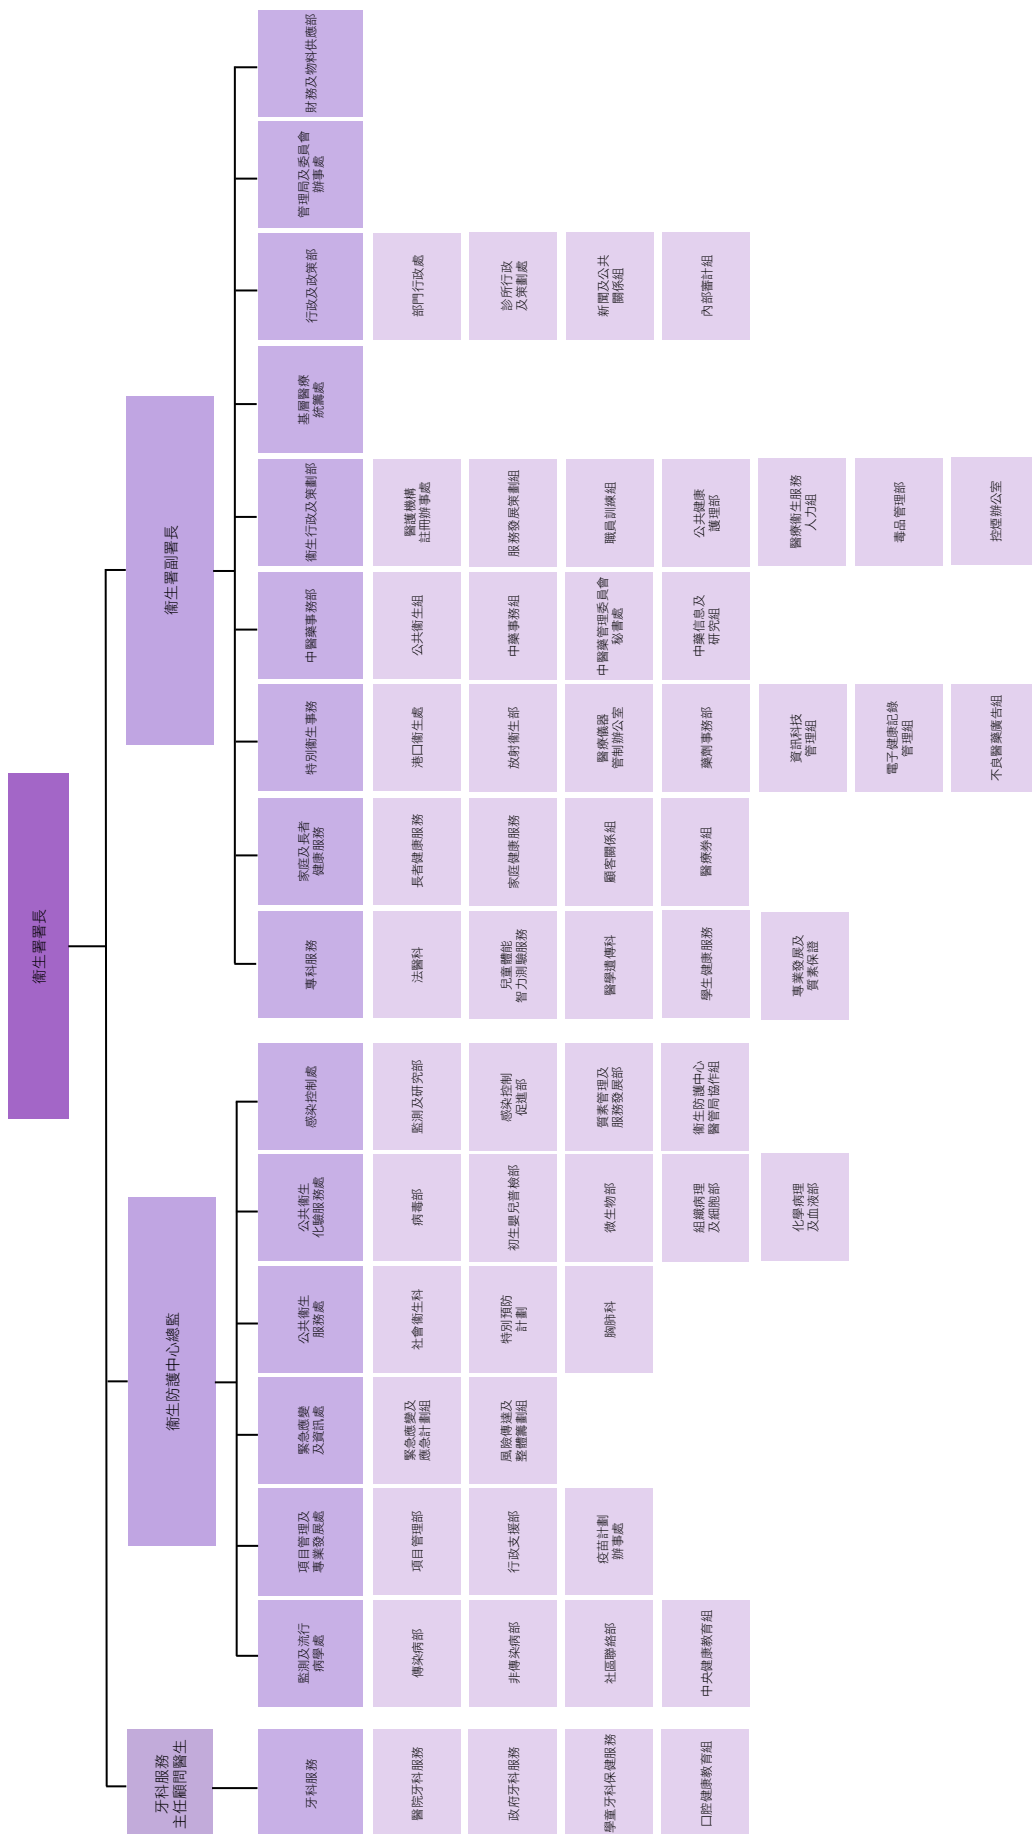 衞生署署長
牙科服務
主任顧問醫生
衞生防護中心總監
衞生署副署長
牙科服務
監測及流行
病學處
項目管理及
專業發展處
緊急應變
及資訊處
公共衞生
服務處
公共衞生
化驗服務處
感染控制處
專科服務
家庭及長者
健康服務
特別衞生事務
中醫藥事務部
衞生行政及策劃部
基層醫療
統籌處
行政及政策部
管理局及委員會
辦事處
財務及物料供應部
醫院牙科服務
傳染病部
項目管理部
緊急應變及
應急計劃組
社會衞生科
病毒部
監測及研究部
法醫科
長者健康服務
港口衞生處
公共衞生組
醫護機構
註冊辦事處
部門行政處
政府牙科服務
非傳染病部
行政支援部
風險傳達及
整體籌劃組
特別預防
計劃
初生嬰兒普檢部
感染控制
促進部
兒童體能
智力測驗服務
家庭健康服務
放射衞生部
中藥事務組
服務發展策劃組
診所行政
及策劃處
學童牙科保健服務
社區聯絡部
疫苗計劃
辦事處
胸肺科
微生物部
質素管理及
服務發展部
醫學遺傳科
顧客關係組
醫療儀器
管制辦公室
中醫藥管理委員會
秘書處
職員訓練組
新聞及公共
關係組
口腔健康教育組
中央健康教育組
組織病理
及細胞部
衞生防護中心
醫管局協作組
學生健康服務
醫療券組
藥劑事務部
中藥信息及
研究組
公共健康
護理部
內部審計組
化學病理
及血液部
專業發展及
質素保證
資訊科技
管理組
醫療衞生服務
人力組
電子健康記錄
管理組
毒品管理部
不良醫藥廣告組
控煙辦公室